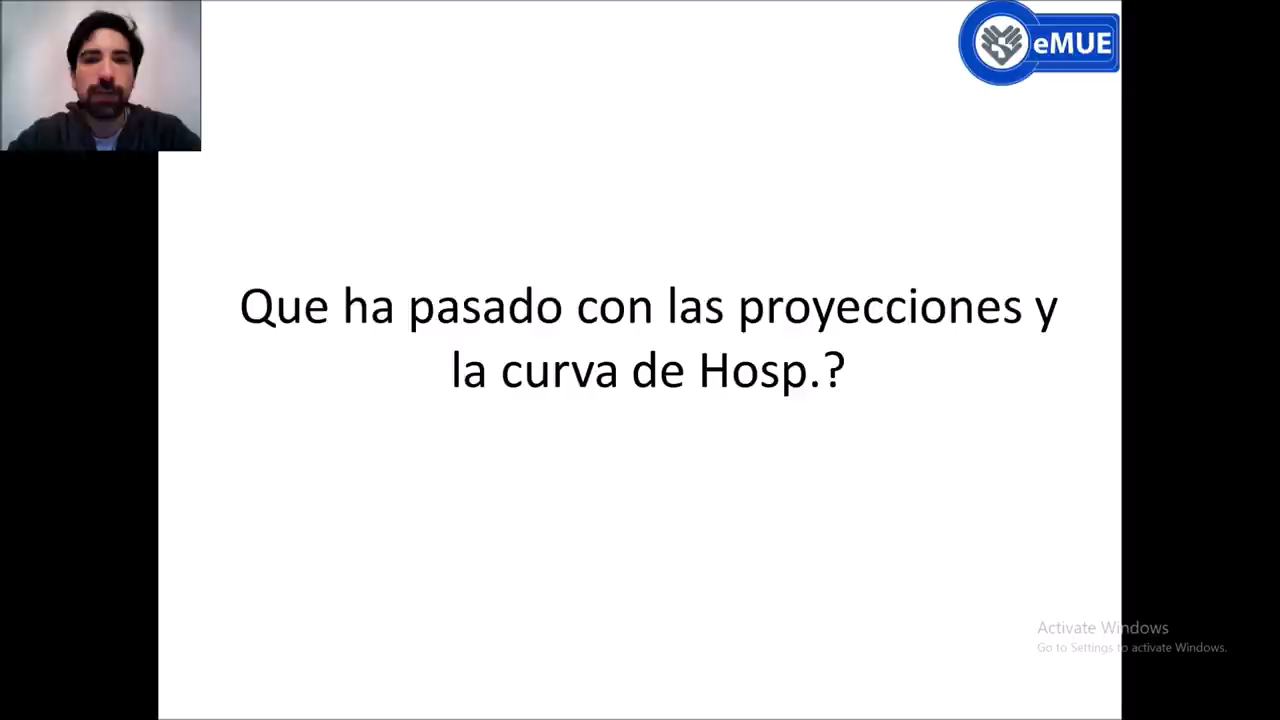 eMUE
Que ha pasado con las proyecciones y
la curva de Hosp.?
Activate Windows
Go to Settings to activate Windows.